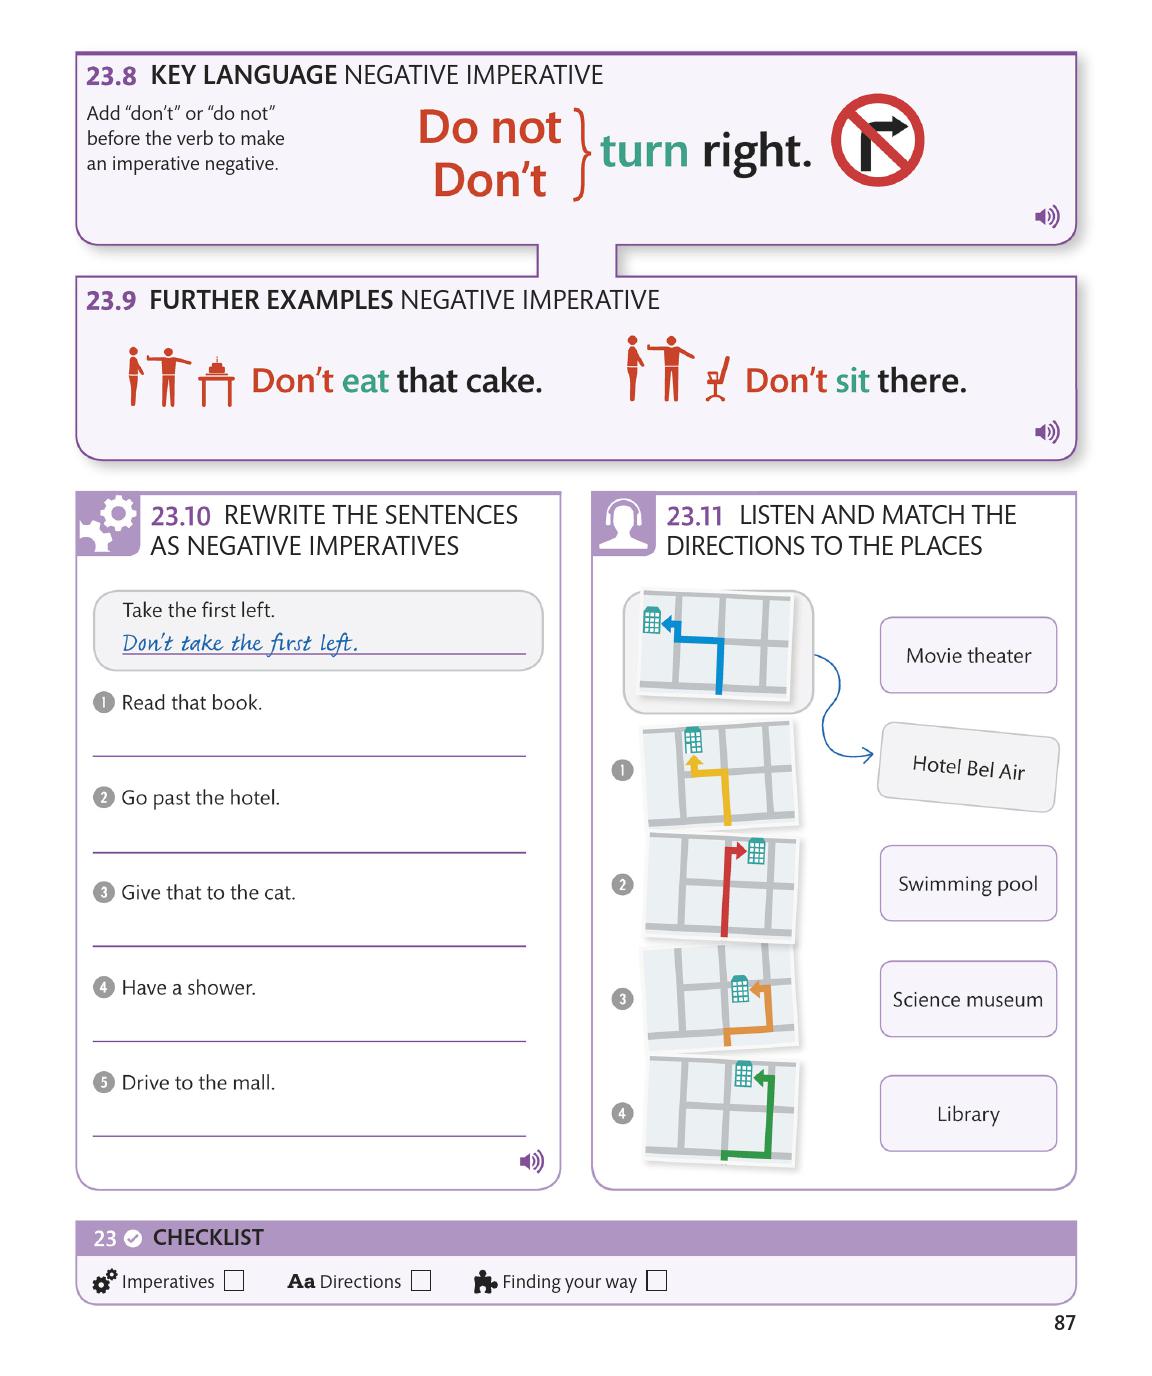 23.8 KEY LANGUAGE NEGATIVE IMPERATIVE
Add “don’t” or “do not”
before the verb to make
an imperative negative.
Do not
Don’t
turn right.
23.9 FURTHER EXAMPLES NEGATIVE IMPERATIVE
Don’t eat that cake.
Don’t sit there.
23.10 REWRITE THE SENTENCES
AS NEGATIVE IMPERATIVES
Take the first left.
Don’t take the first left.
1 Read that book.
2 Go past the hotel.
3 Give that to the cat.
4 Have a shower.
5 Drive to the mall.
23.11 LISTEN AND MATCH THE
DIRECTIONS TO THE PLACES
Movie theater
1
Hotel Bel Air
2
Swimming pool
3
Science museum
4
Library
23 CHECKLIST
Imperatives
Aa Directions
Finding your way
87